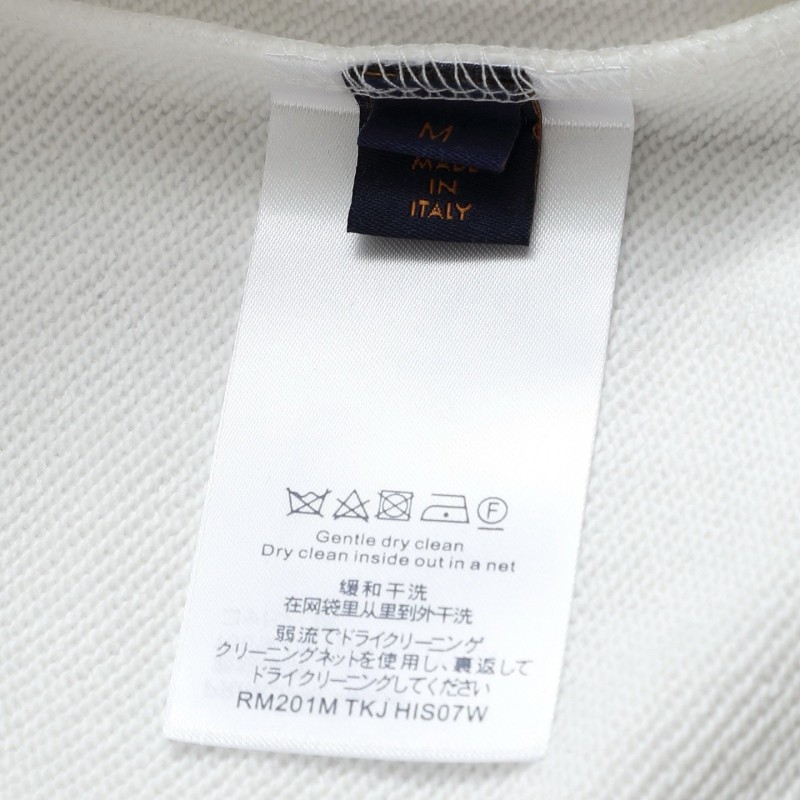 M
MADE
IN
ITALY
F
Gentle dry clean
Dry clean inside out in a net
缓和干洗
在网袋里从里到外干洗
弱流でドライクリーニング
クリーニングネットを使用し、裏返して
ドライクリーニングしてください
RM201M TKJ HIS07W